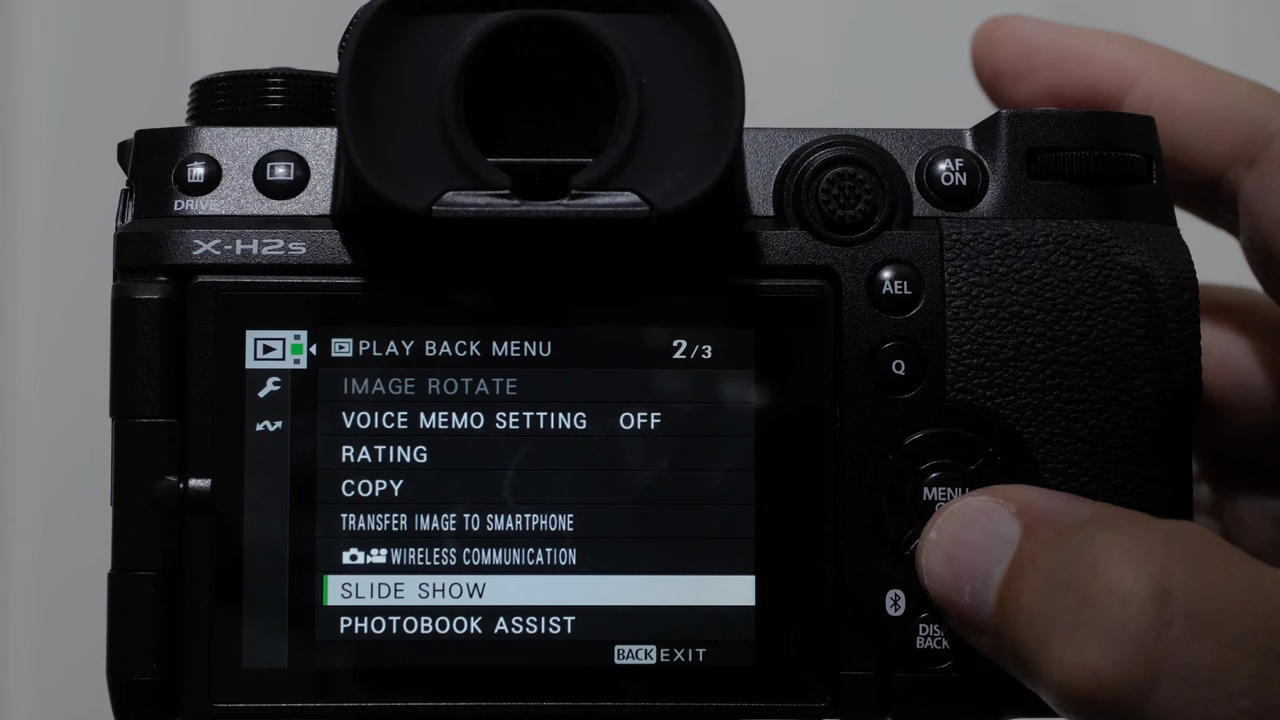 AF
ON
DRIVE
X-H2s
AEL
PLAY BACK MENU 2/3
IMAGE ROTATE
Q
VOICE MEMO SETTING OFF
RATING
COPY
MENU
TRANSFER IMAGE TO SMARTPHONE
WIRELESS COMMUNICATION
SLIDE SHOW
PHOTOBOOK ASSIST
BACK
BACK EXIT